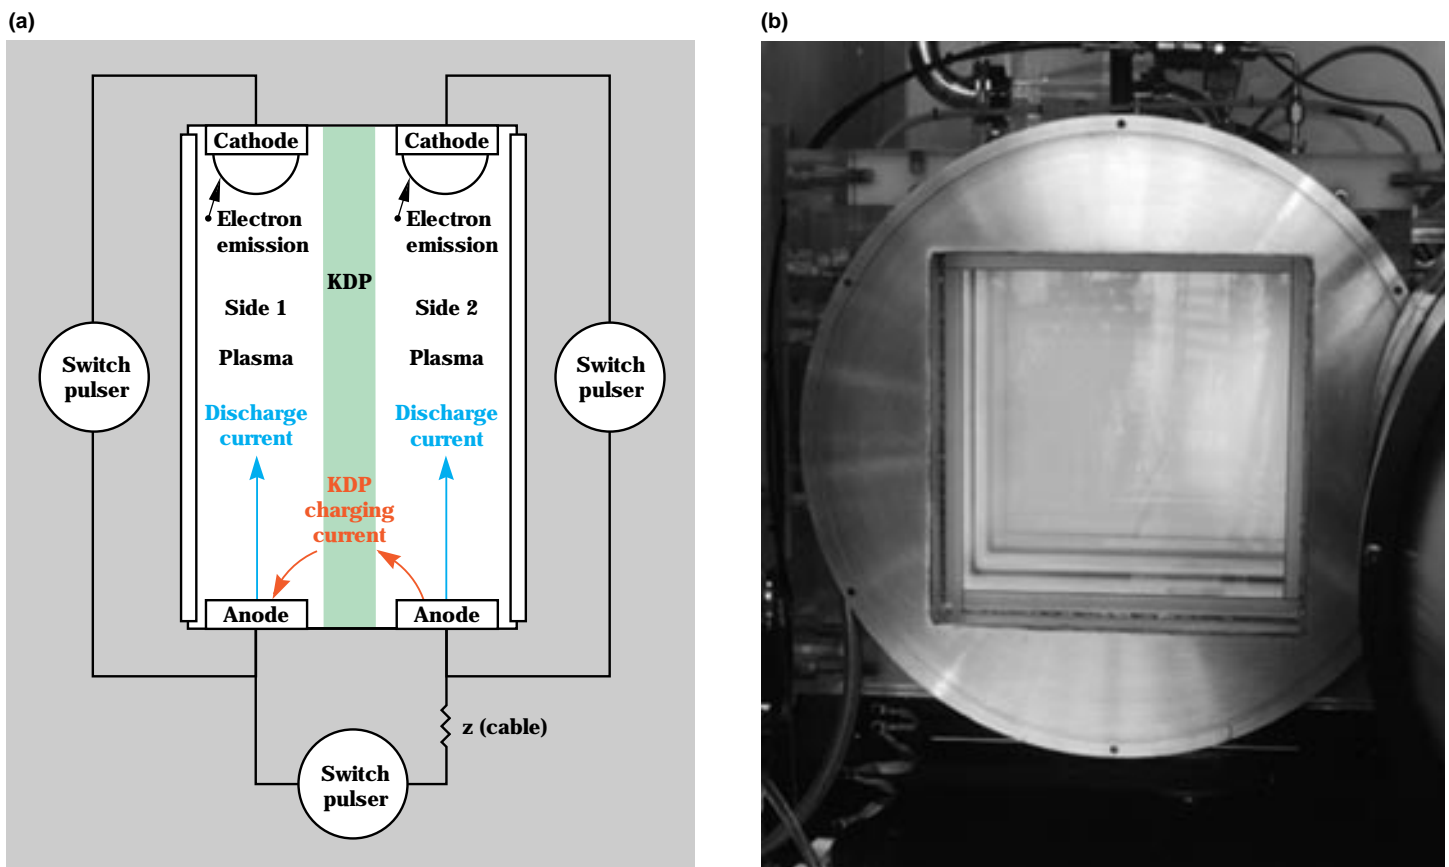 (a)
(b)
Cathode
Cathode
Electron
emission
Electron
emission
KDP
Side 1
Side 2
Plasma
Plasma
Switch
pulser
Switch
pulser
Discharge
current
Discharge
current
KDP
charging
current
Anode
Anode
z (cable)
Switch
pulser